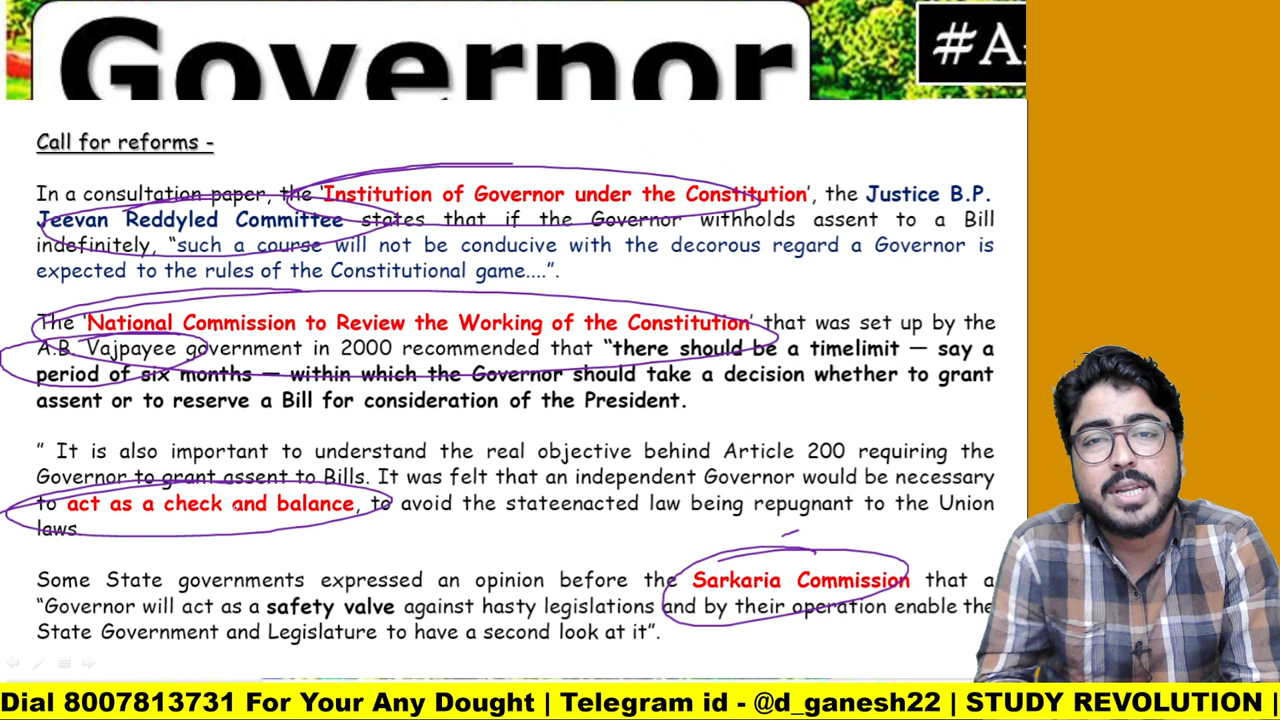 Governor
#A
Call for reforms -
In a consultation paper, the ‘Institution of Governor under the Constitution’, the Justice B.P.
Jeevan Reddyled Committee states that if the Governor withholds assent to a Bill
indefinitely, “such a course will not be conducive with the decorous regard a Governor is
expected to the rules of the Constitutional game....”.
The ‘National Commission to Review the Working of the Constitution’ that was set up by the
A.B. Vajpayee government in 2000 recommended that “there should be a timelimit — say a
period of six months — within which the Governor should take a decision whether to grant
assent or to reserve a Bill for consideration of the President.
” It is also important to understand the real objective behind Article 200 requiring the
Governor to grant assent to Bills. It was felt that an independent Governor would be necessary
to act as a check and balance, to avoid the stateenacted law being repugnant to the Union
laws.
Some State governments expressed an opinion before the Sarkaria Commission that a
“Governor will act as a safety valve against hasty legislations and by their operation enable the
State Government and Legislature to have a second look at it”.
Dial 8007813731 For Your Any Dought | Telegram id - @d_ganesh22 | STUDY REVOLUTION |